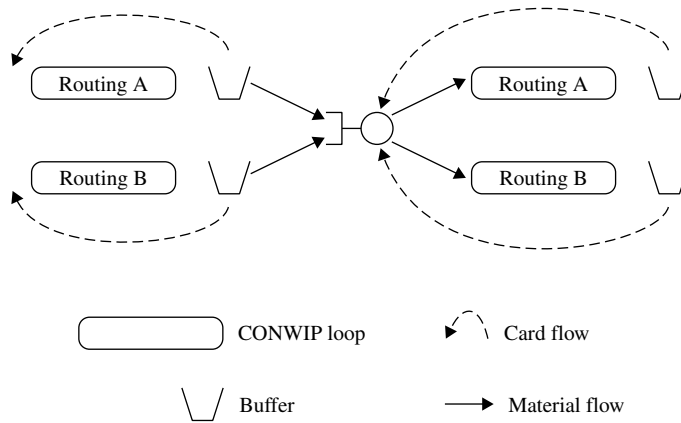 Routing A
Routing A
Routing B
Routing B
CONWIP loop
Card flow
Buffer
Material flow